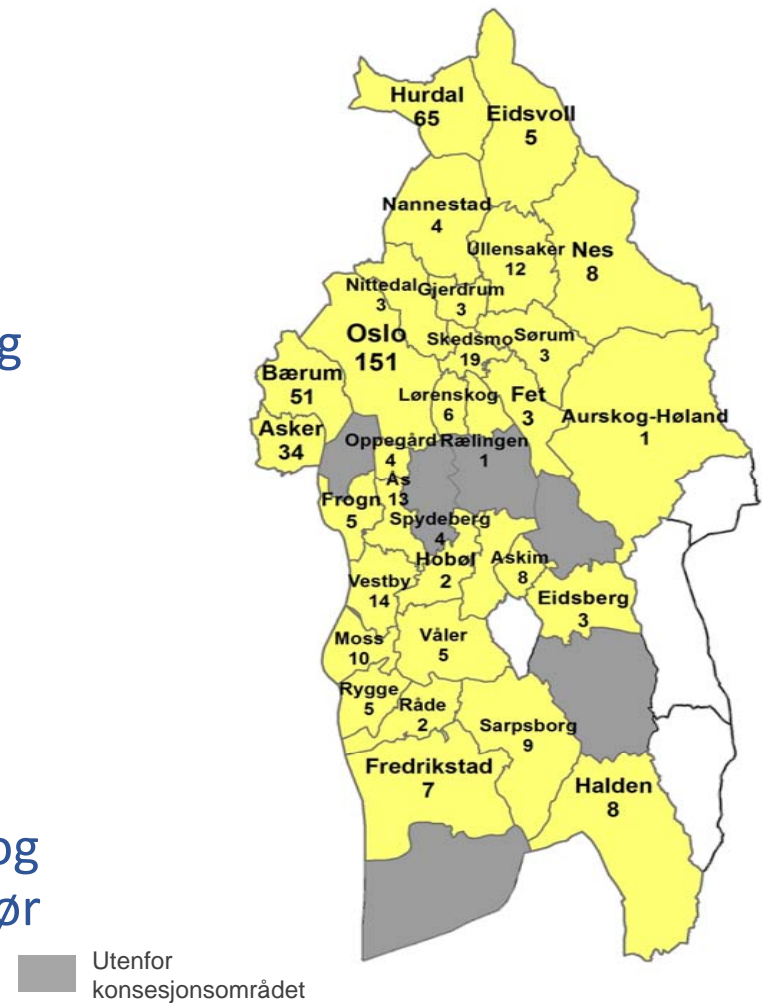 Hurdal
65
Eidsvoll
5
Nannestad
4
Ullensaker
12
Nes
8
Nittedal
3
Gjerdrum
3
Oslo
151
Skedsmo
19
Sørum
3
g
Bærum
51
Lørenskog
6
Fet
3
Aurskog-Høland
1
Asker
34
Oppegård
4
Rælingen
1
Ås
13
Frogn
5
Spydeberg
4
Hobøl
2
Askim
8
Vestby
14
Eidsberg
3
Moss
10
Våler
5
Rygge
5
Råde
2
Sarpsborg
9
Fredrikstad
7
Halden
8
og
ør
Utenfor
konsesjonsområdet